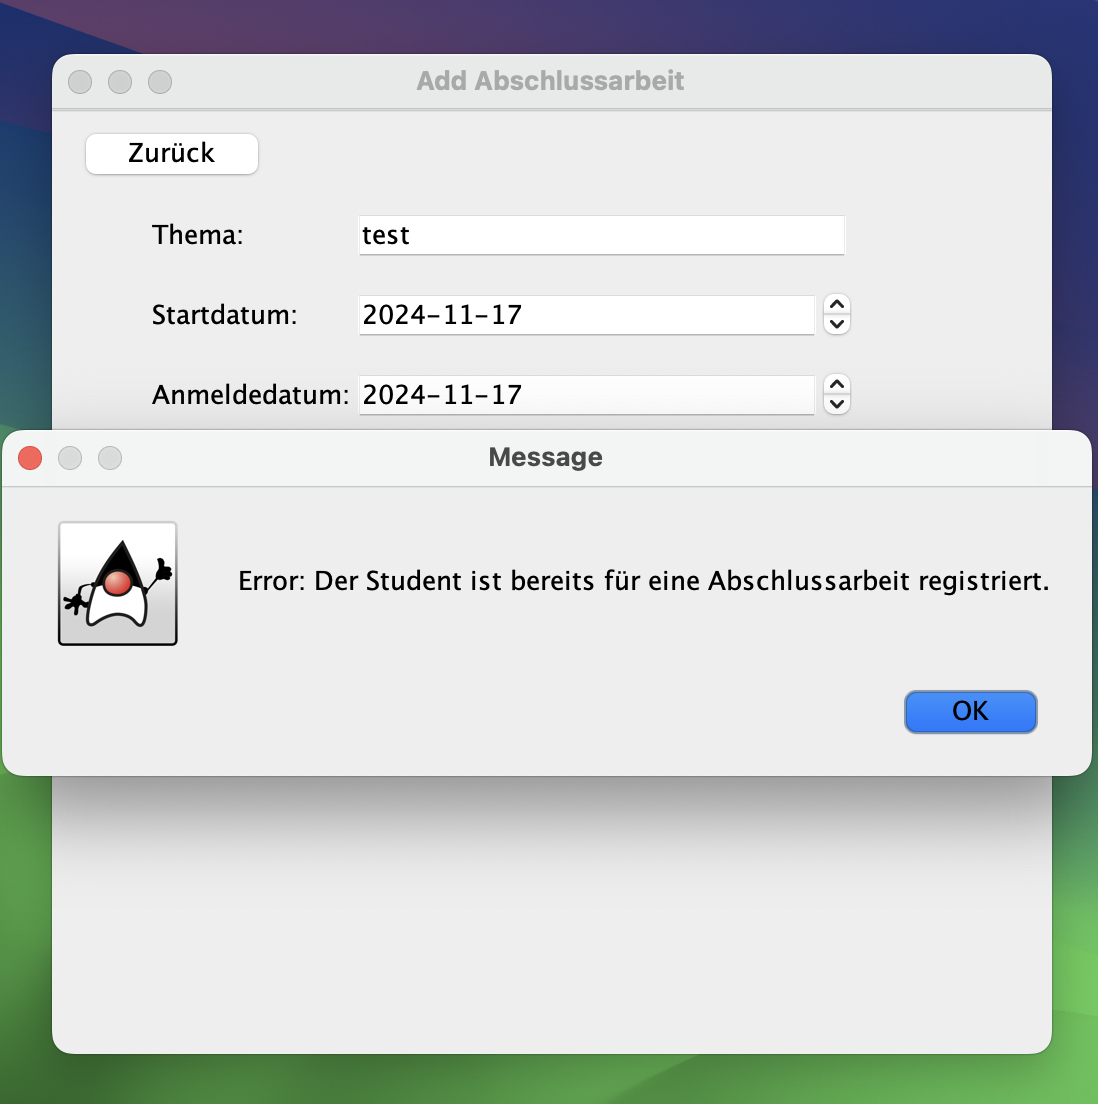 Add Abschlussarbeit
Zurück
Thema: test
Startdatum: 2024-11-17
Anmeldedatum: 2024-11-17
Message
Error: Der Student ist bereits für eine Abschlussarbeit registriert.
OK